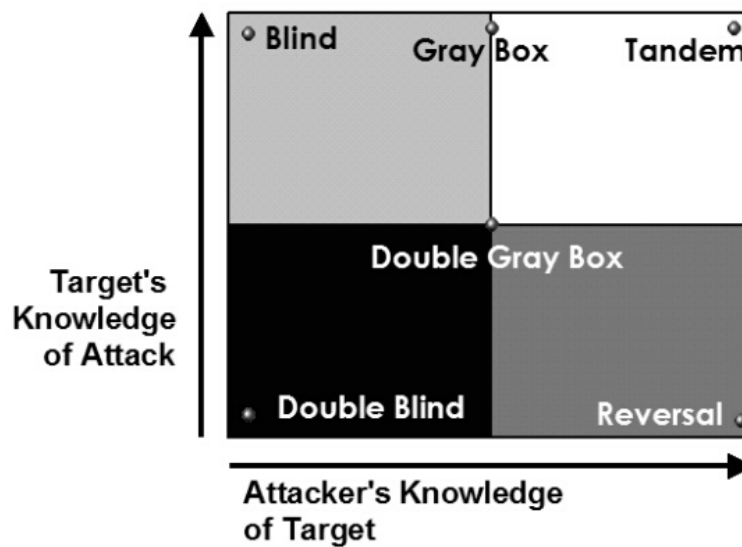 Blind
Gray Box
Tandem
Double Gray Box
Target's
Knowledge
of Attack
Double Blind
Reversal
Attacker's Knowledge
of Target